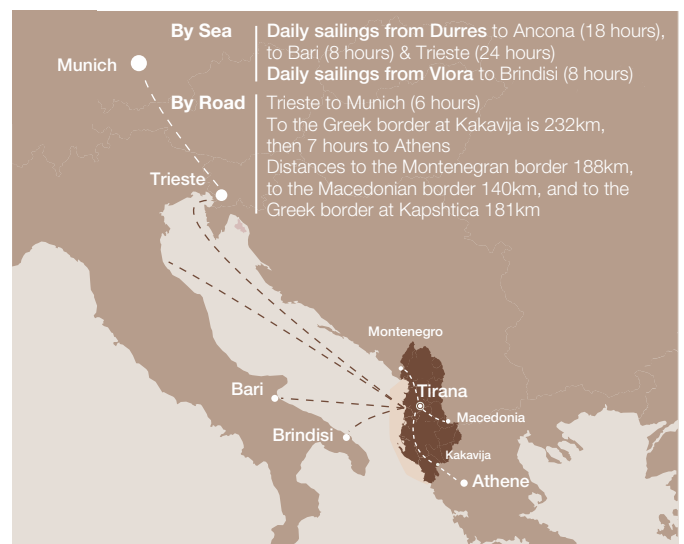 By Sea
Daily sailings from Durres to Ancona (18 hours),
to Bari (8 hours) & Trieste (24 hours)
Daily sailings from Vlora to Brindisi (8 hours)
By Road
Trieste to Munich (6 hours)
To the Greek border at Kakavija is 232km,
then 7 hours to Athens
Distances to the Montenegran border 188km,
to the Macedonian border 140km, and to the
Greek border at Kapshtica 181km
Munich
Trieste
Montenegro
Bari
Tirana
Macedonia
Brindisi
Kakavija
Athene